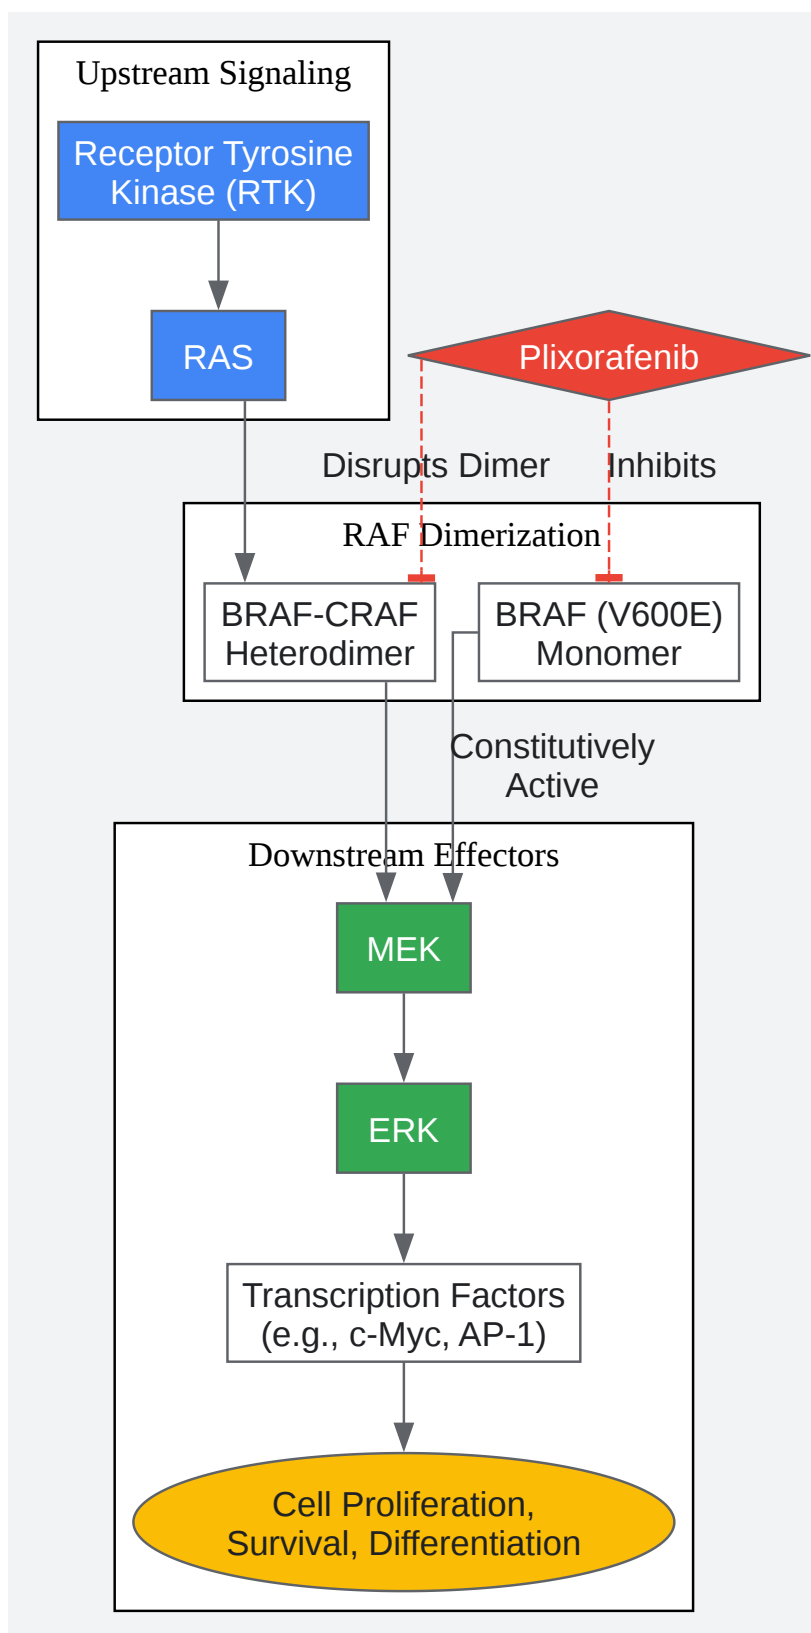 Upstream Signaling
Receptor Tyrosine
Kinase (RTK)
RAS
Plixorafenib
Disrupts Dimer
Inhibits
RAF Dimerization
BRAF-CRAF
Heterodimer
BRAF (V600E)
Monomer
Constitutively
Active
Downstream Effectors
MEK
ERK
Transcription Factors
(e.g., c-Myc, AP-1)
Cell Proliferation,
Survival, Differentiation